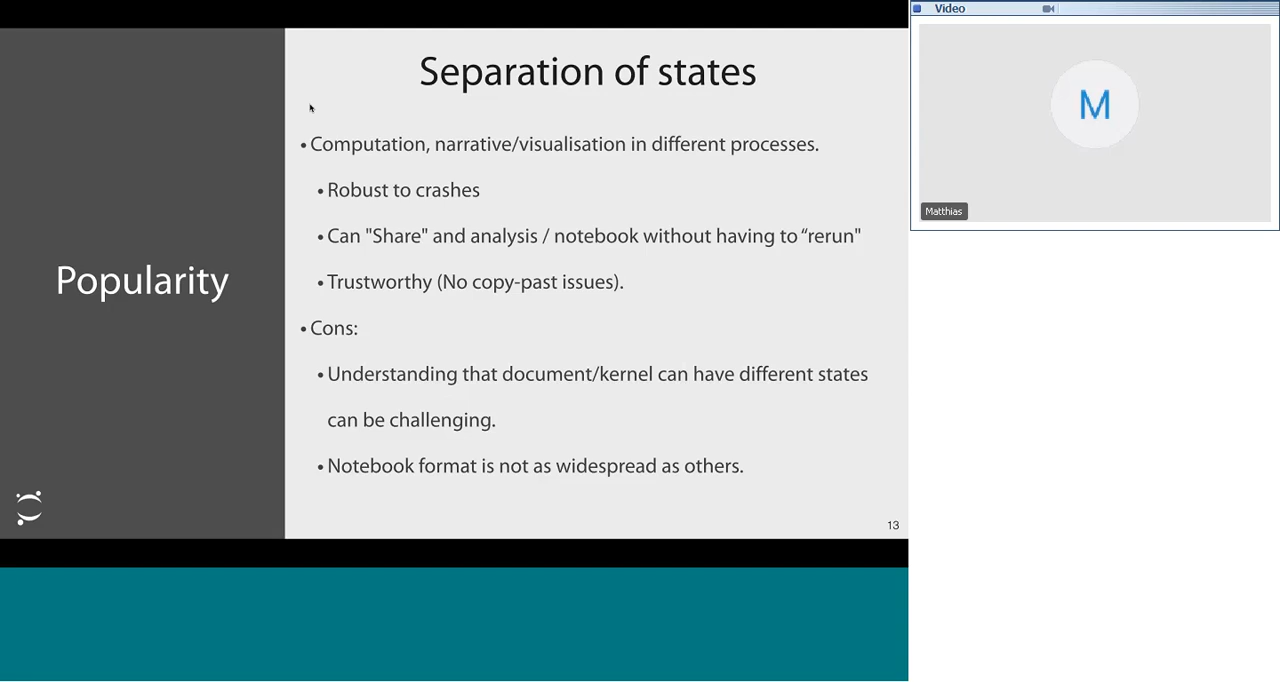 Separation of states
• Computation, narrative/visualisation in different processes.
• Robust to crashes
• Can "Share" and analysis / notebook without having to “rerun"
• Trustworthy (No copy-past issues).
• Cons:
• Understanding that document/kernel can have different states
can be challenging.
• Notebook format is not as widespread as others.
Popularity
13
Video
M
Matthias